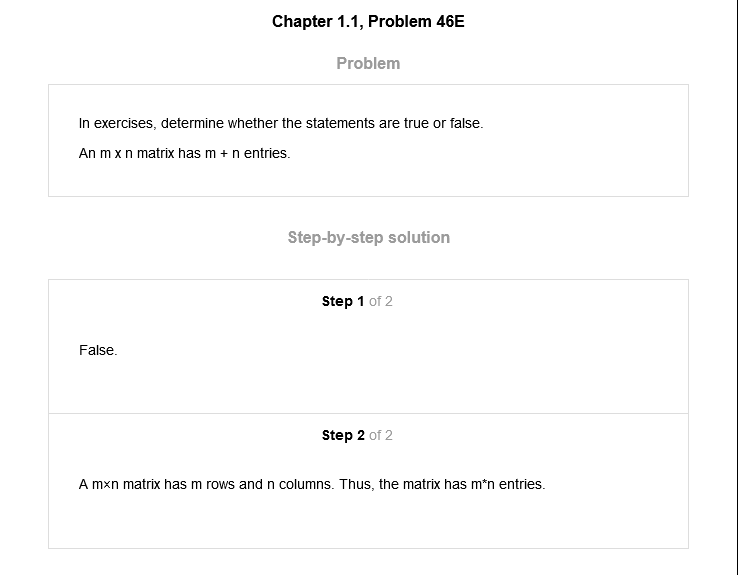 Chapter 1.1, Problem 46E
Problem
In exercises, determine whether the statements are true or false.
An m x n matrix has m + n entries.
Step-by-step solution
Step 1 of 2
False.
Step 2 of 2
A m×n matrix has m rows and n columns. Thus, the matrix has m*n entries.